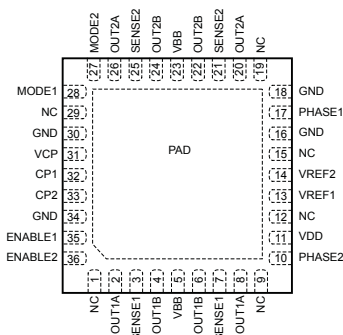 MODE2
OUT2A
SENSE2
OUT2B
VBB
OUT2B
SENSE2
OUT2A
NC
27
26
25
24
23
22
21
20
19
MODE1 28
NC 29
GND 30
VCP 31
CP1 32
CP2 33
GND 34
ENABLE1 35
ENABLE2 36
PAD
18 GND
17 PHASE1
16 GND
15 NC
14 VREF2
13 VREF1
12 NC
11 VDD
10 PHASE2
1
2
3
4
5
6
7
8
9
NC
OUT1A
SENSE1
OUT1B
VBB
OUT1B
SENSE1
OUT1A
NC